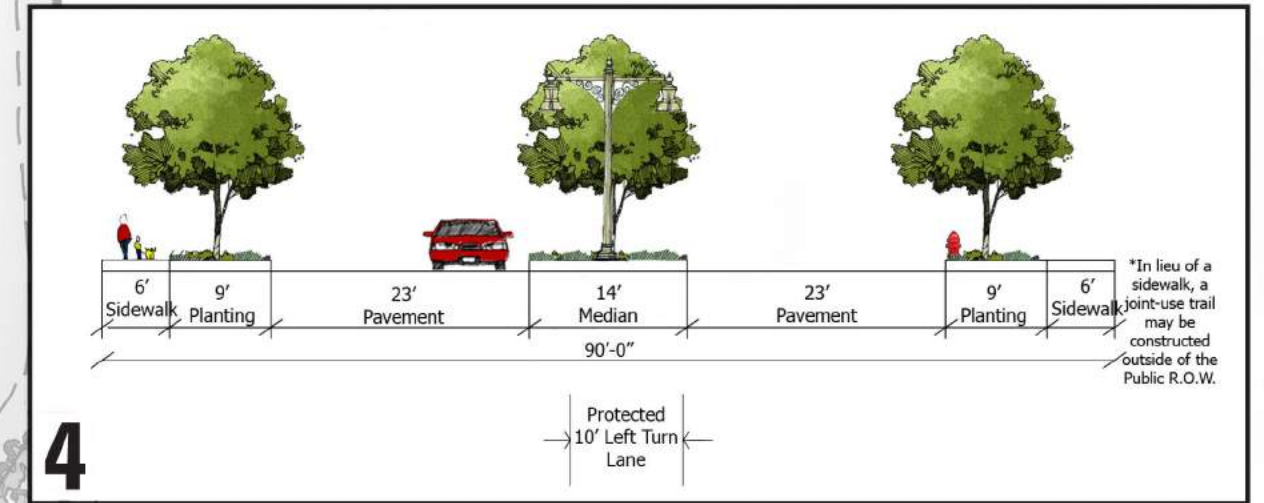 6′
Sidewalk
9′
Planting
23′
Pavement
14′
Median
23′
Pavement
9′
Planting
6′
Sidewalk
*In lieu of a
sidewalk, a
joint-use trail
may be
constructed
outside of the
Public R.O.W.
90′-0″
Protected
10′ Left Turn
Lane
4